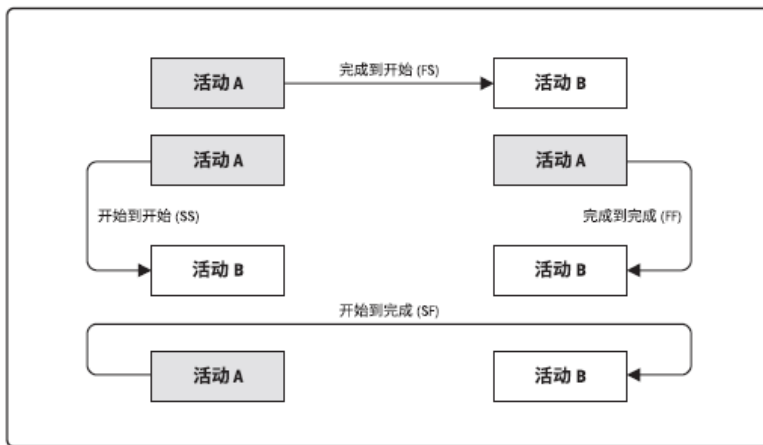 活动 A
完成到开始 (FS)
活动 B
活动 A
活动 A
开始到开始 (SS)
完成到完成 (FF)
活动 B
活动 B
开始到完成 (SF)
活动 A
活动 B